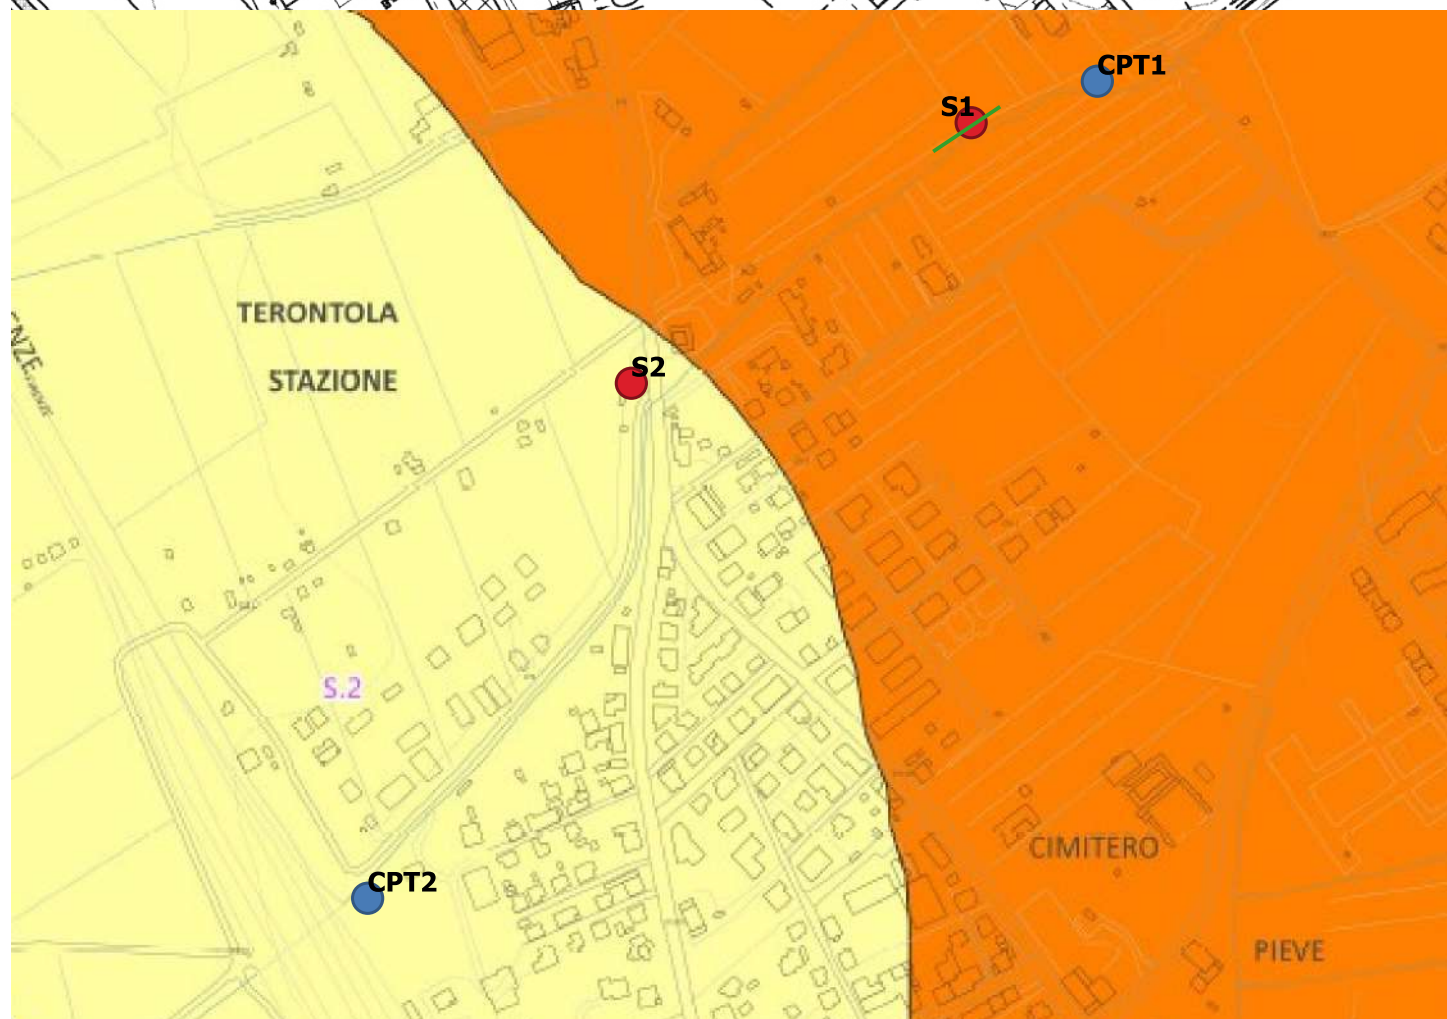 CPT1
S1
TERONTOLA
STAZIONE
S2
S.2
CIMITERO
CPT2
PIEVE